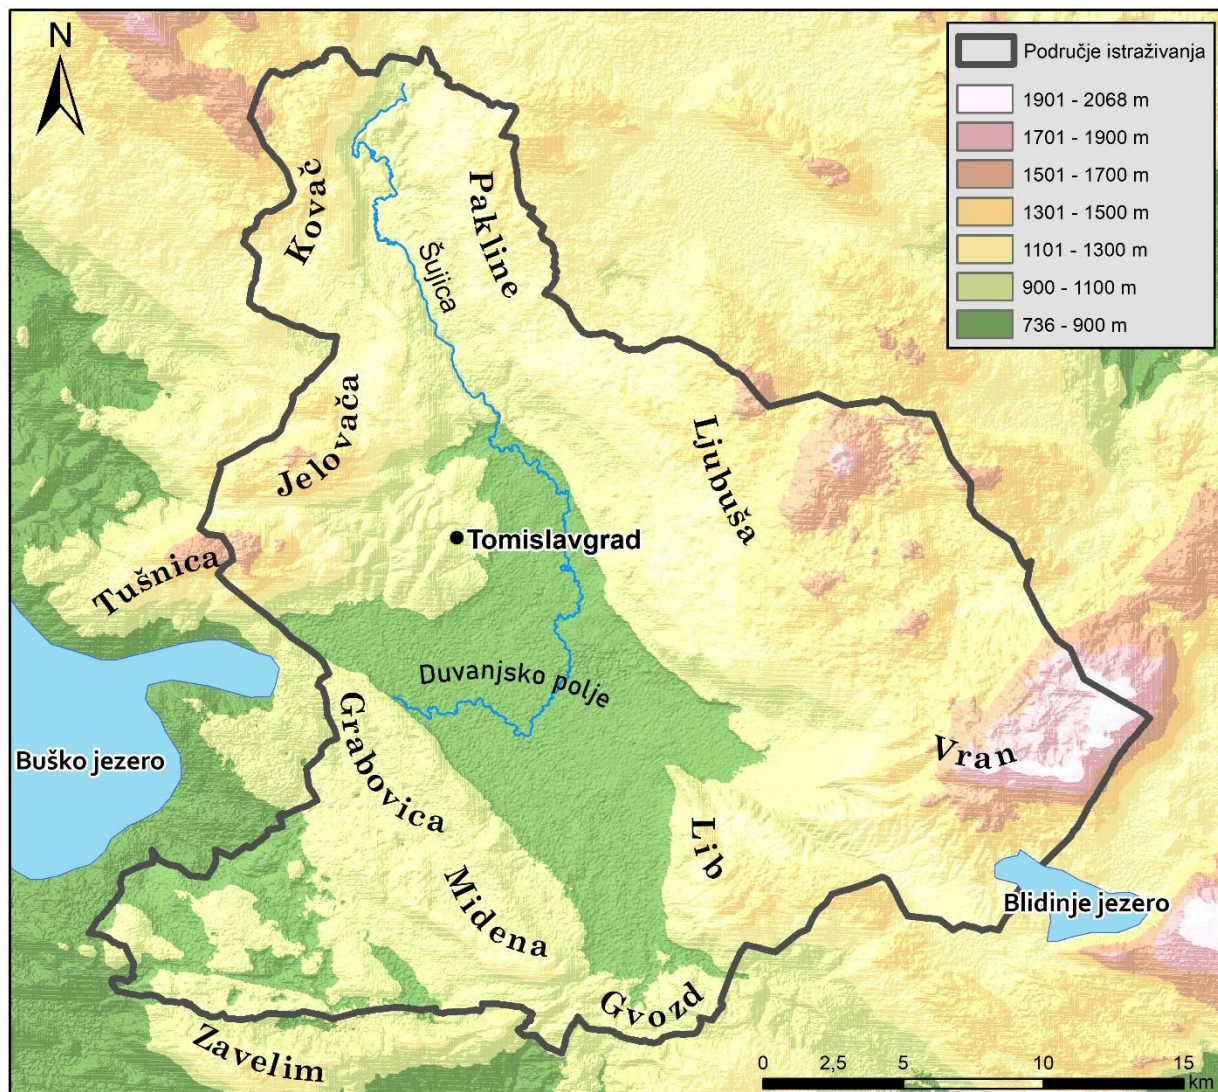 N
Područje istraživanja
1901 - 2068 m
1701 - 1900 m
1501 - 1700 m
1301 - 1500 m
1101 - 1300 m
900 - 1100 m
736 - 900 m
Kovač
Pakline
Šujica
Jelovača
Ljubuša
Tomislavgrad
Tušnica
Duvanjsko polje
Grabovica
Buško jezero
Vran
Lib
Midena
Blidinje jezero
Gvozd
Zavelim
0 2,5 5 10 15
km